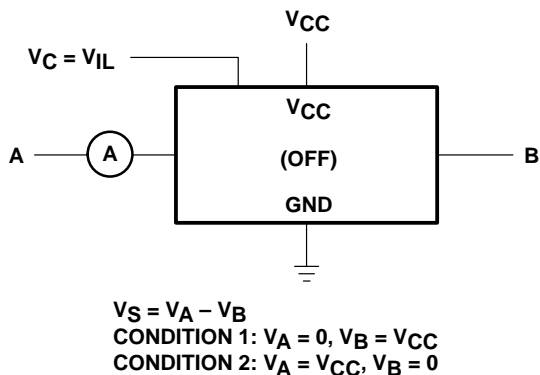 VCC
VC = VIL
VCC
A
A
(OFF)
B
GND
VS = VA – VB
CONDITION 1: VA = 0, VB = VCC
CONDITION 2: VA = VCC, VB = 0